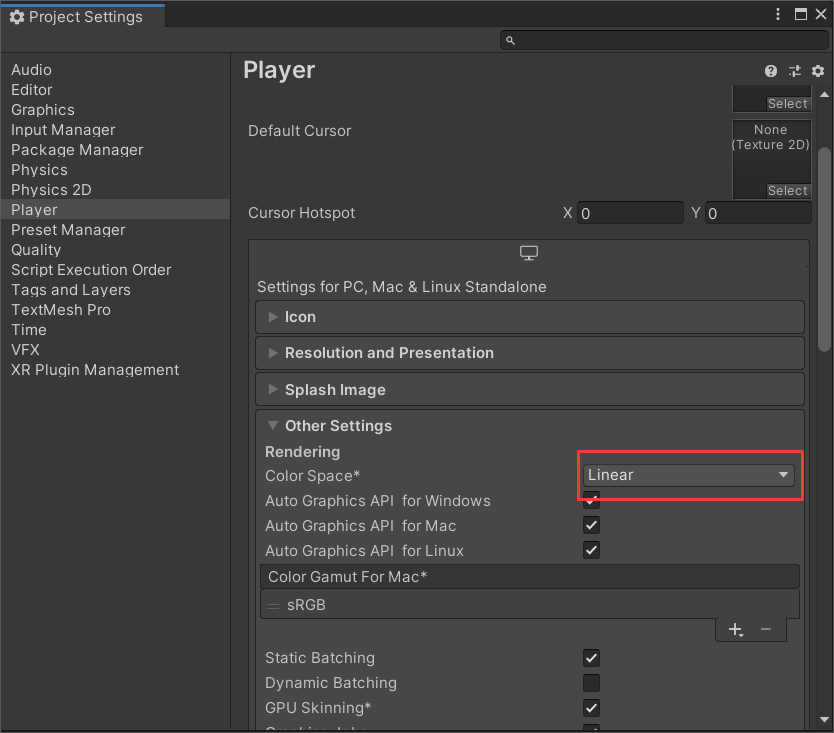 Project Settings
Audio
Editor
Graphics
Input Manager
Package Manager
Physics
Physics 2D
Player
Preset Manager
Quality
Script Execution Order
Tags and Layers
TextMesh Pro
Time
VFX
XR Plugin Management
Player
Select
Default Cursor
None
(Texture 2D)
Select
Cursor Hotspot X 0 Y 0
Settings for PC, Mac & Linux Standalone
Icon
Resolution and Presentation
Splash Image
Other Settings
Rendering
Color Space* Linear
Auto Graphics API for Windows
Auto Graphics API for Mac
Auto Graphics API for Linux
Color Gamut For Mac*
sRGB
Static Batching
Dynamic Batching
GPU Skinning*